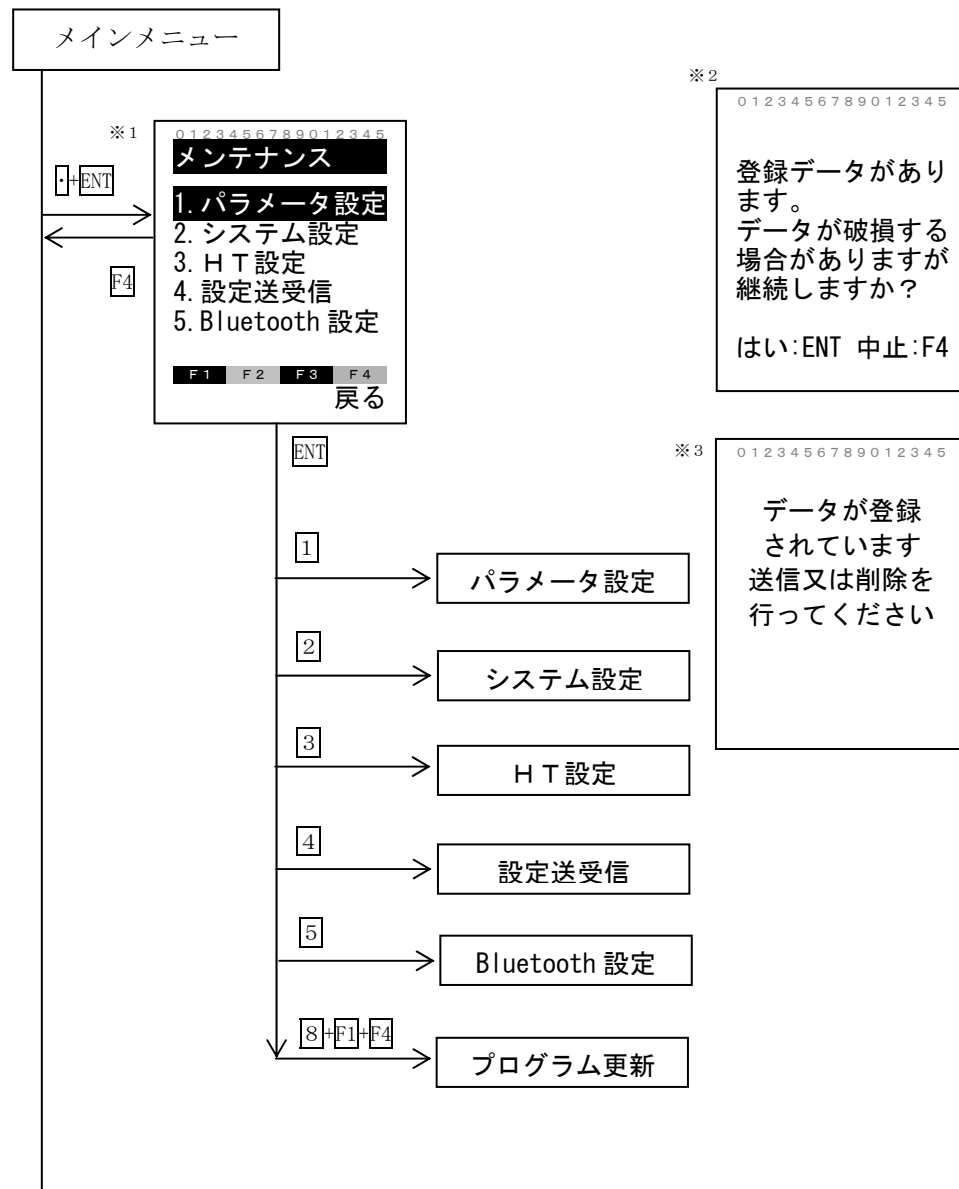 メインメニュー
※1
・+ENT
F4
0123456789012345
メンテナンス
1.パラメータ設定
2.システム設定
3.ＨＴ設定
4.設定送受信
5.Bluetooth設定
F1 F2 F3 F4
戻る
※2
0123456789012345
登録データがあり
ます。
データが破損する
場合がありますが
継続しますか？
はい:ENT 中止:F4
※3
0123456789012345
データが登録
されています
送信又は削除を
行ってください
ENT
1
パラメータ設定
2
システム設定
3
ＨＴ設定
4
設定送受信
5
Bluetooth設定
8+F1+F4
プログラム更新